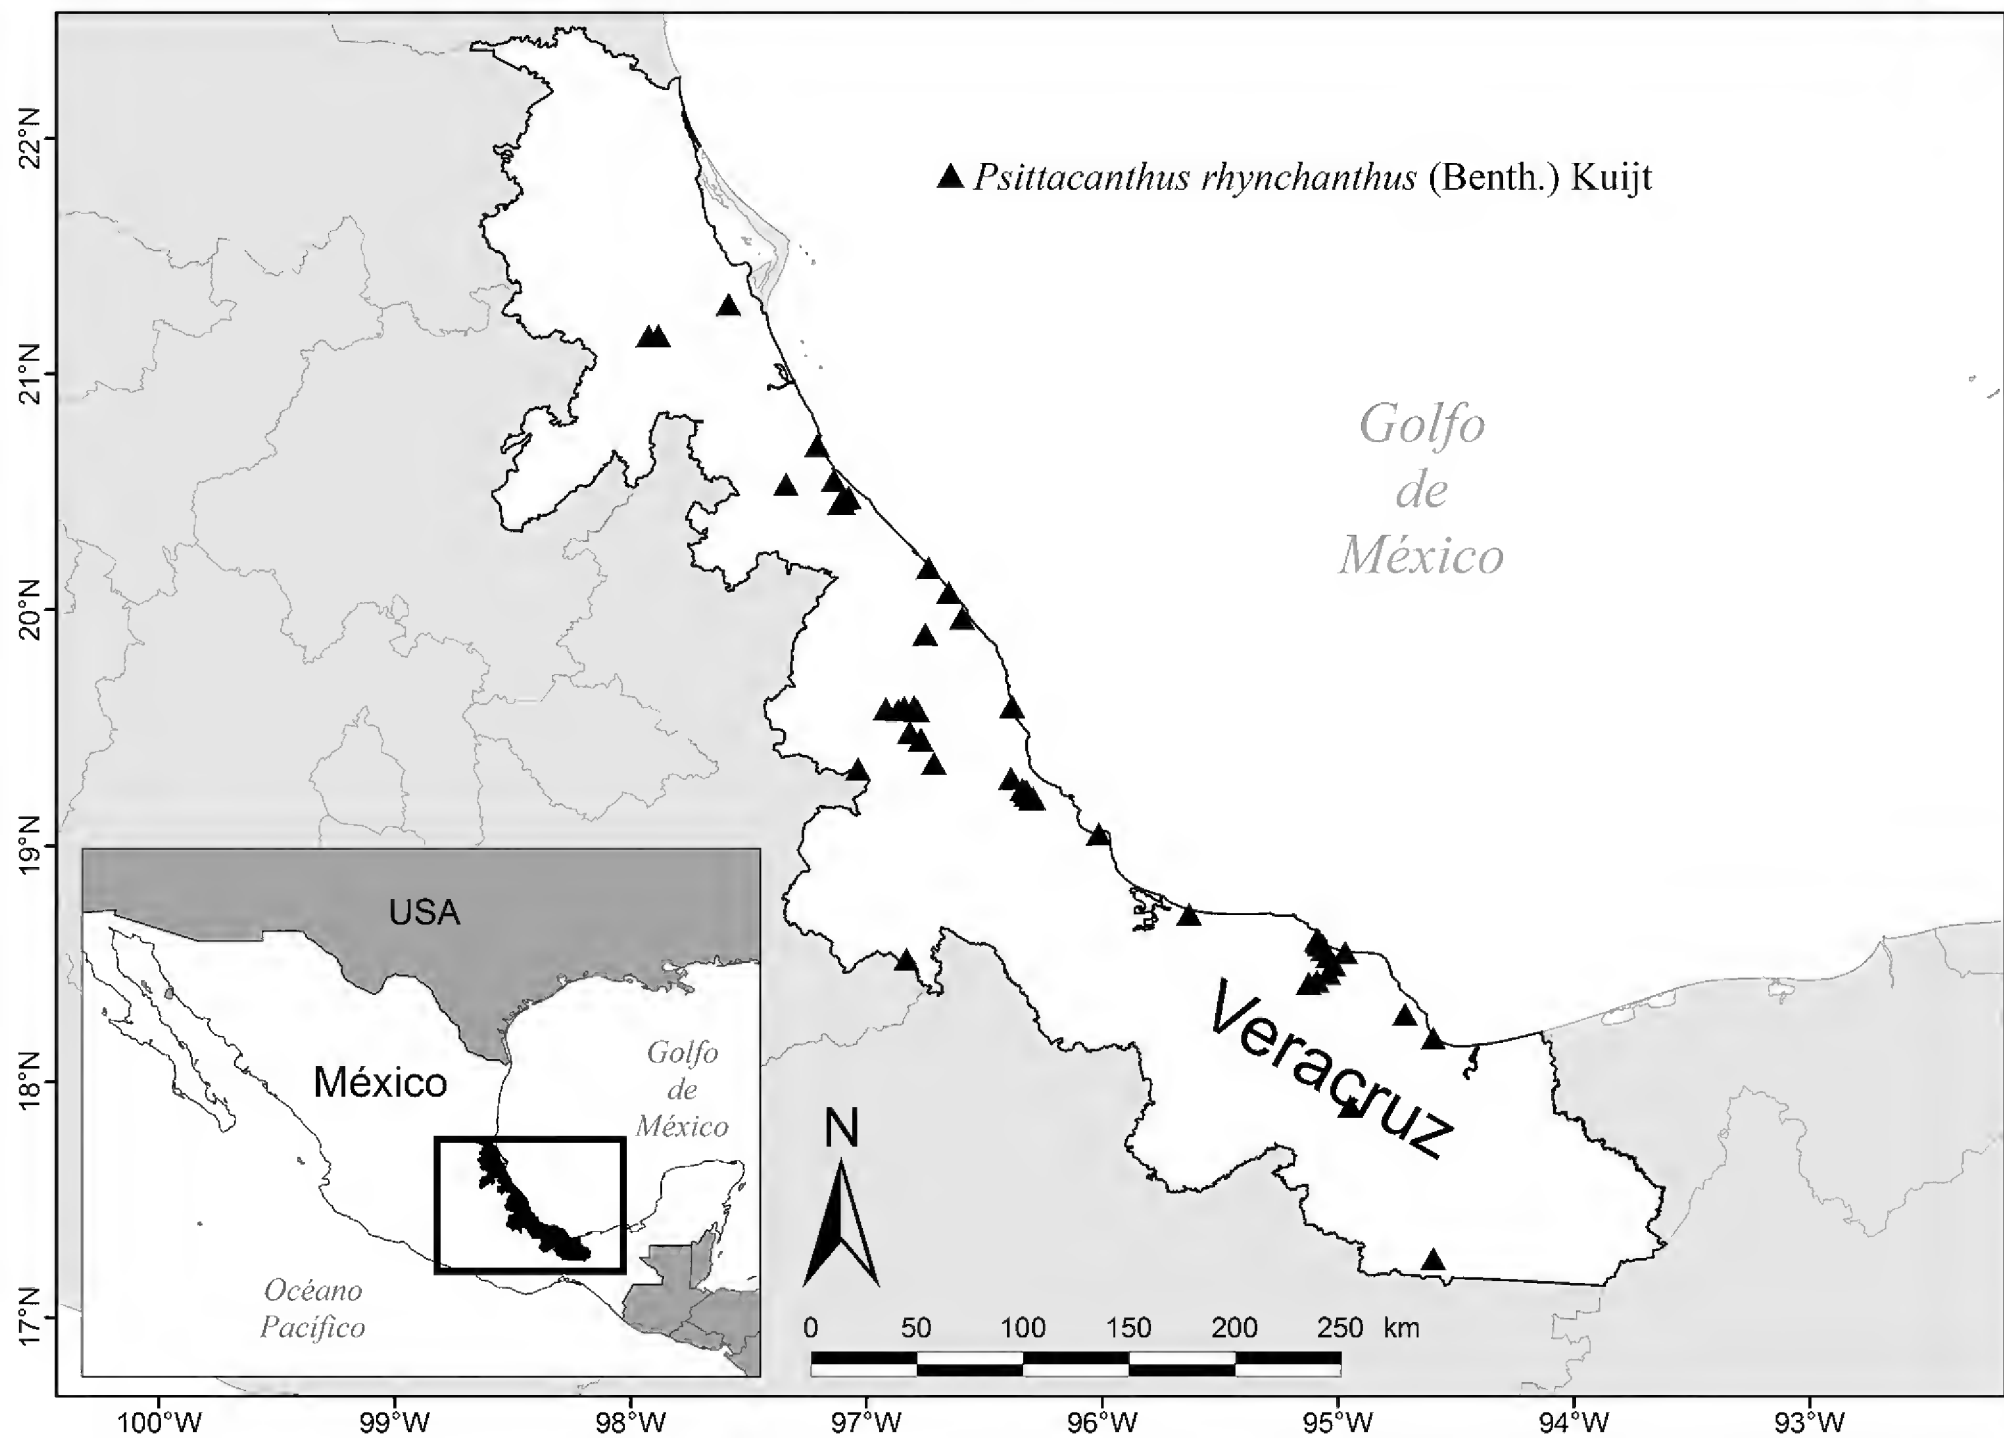 22°N
21°N
20°N
19°N
18°N
17°N
▲ Psittacanthus rhynchanthus (Benth.) Kuijt
Golfo
de
México
Veracruz
USA
México
Golfo
de
México
Océano
Pacífico
N
0 50 100 150 200 250 km
100°W 99°W 98°W 97°W 96°W 95°W 94°W 93°W